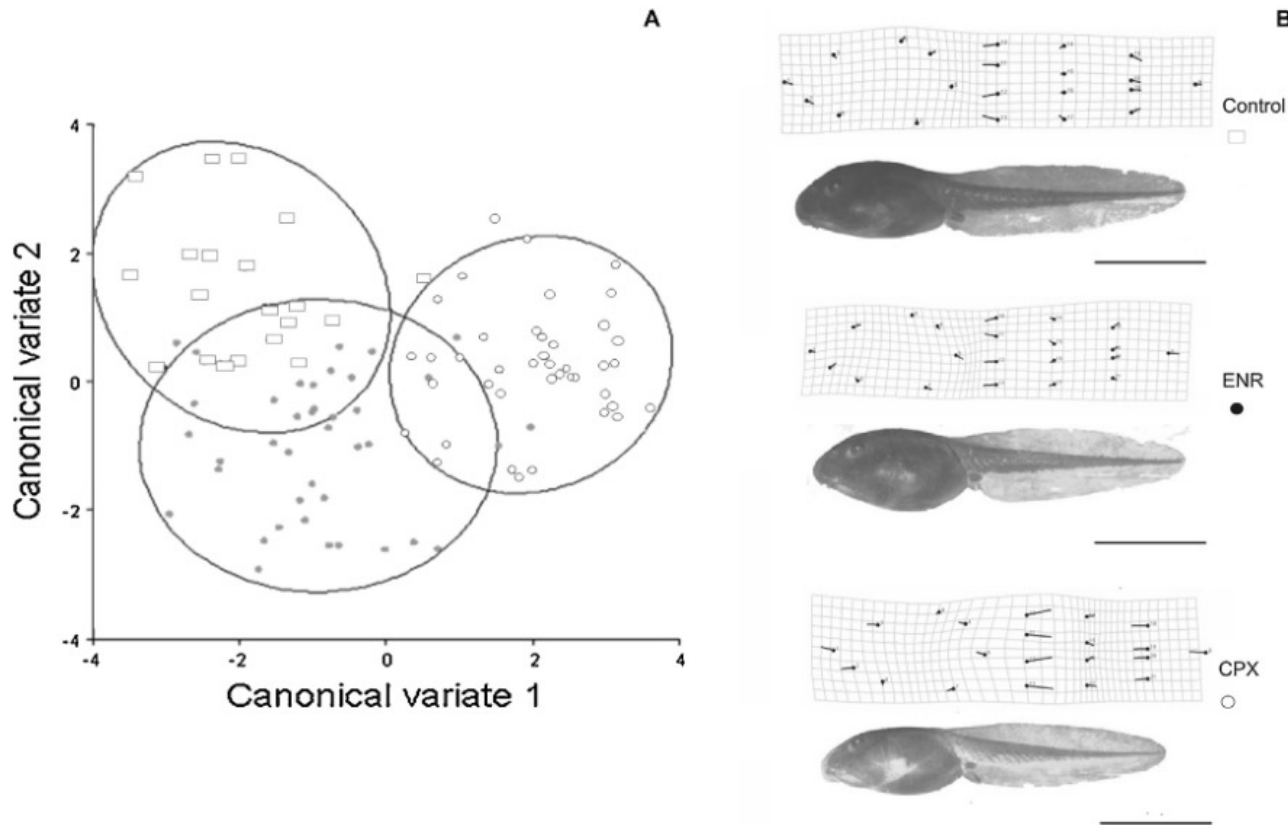 A
B
4
2
0
-2
-4
Canonical variate 2
-4
-2
0
2
4
Canonical variate 1
Control
ENR
CPX